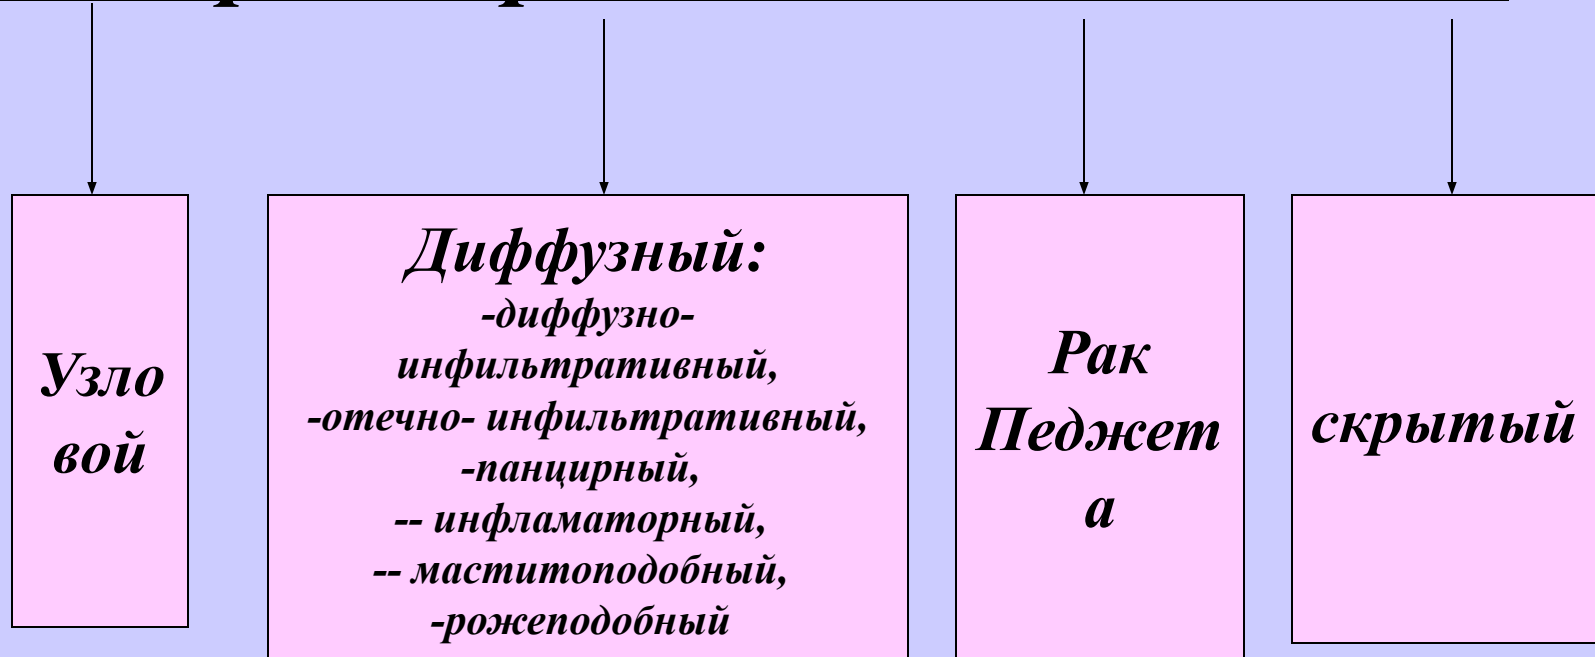 Узло
вой
Диффузный:
-диффузно-
инфильтративный,
-отечно- инфильтративный,
-панцирный,
-- инфламаторный,
-- маститоподобный,
-рожеподобный
Рак
Педжет
а
скрытый